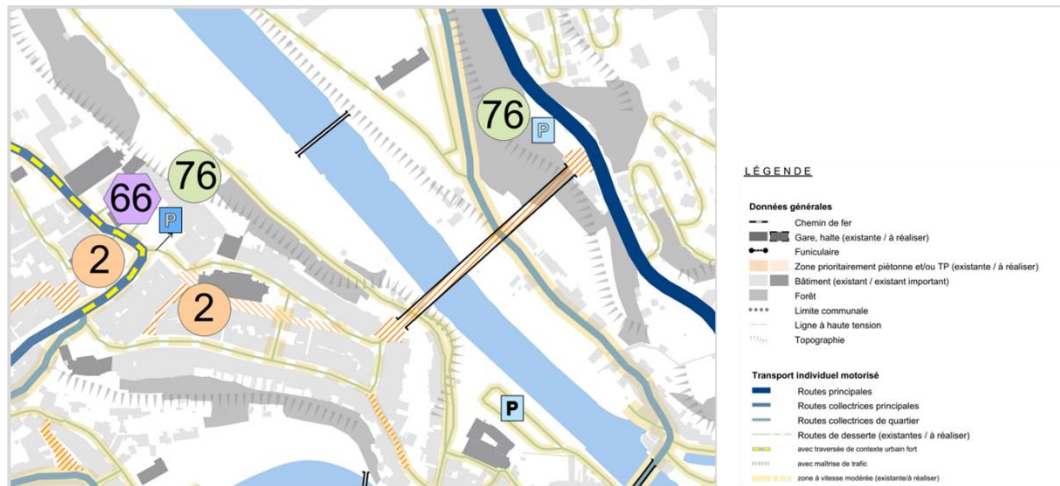 76
P
76
66
P
2
2
P
LÉGENDE
Données générales
Chemin de fer
Gare, halte (existante / à réaliser)
Funiculaire
Zone prioritairement piétonne et/ou TP (existante / à réaliser)
Bâtiment (existant / existant important)
Forêt
Limite communale
Ligne à haute tension
Topographie
Transport individuel motorisé
Routes principales
Routes collectrices principales
Routes collectrices de quartier
Routes de desserte (existantes / à réaliser)
avec traversée de contexte urbain fort
avec maîtrise de trafic
zone à vitesse modérée (existante/à réaliser)